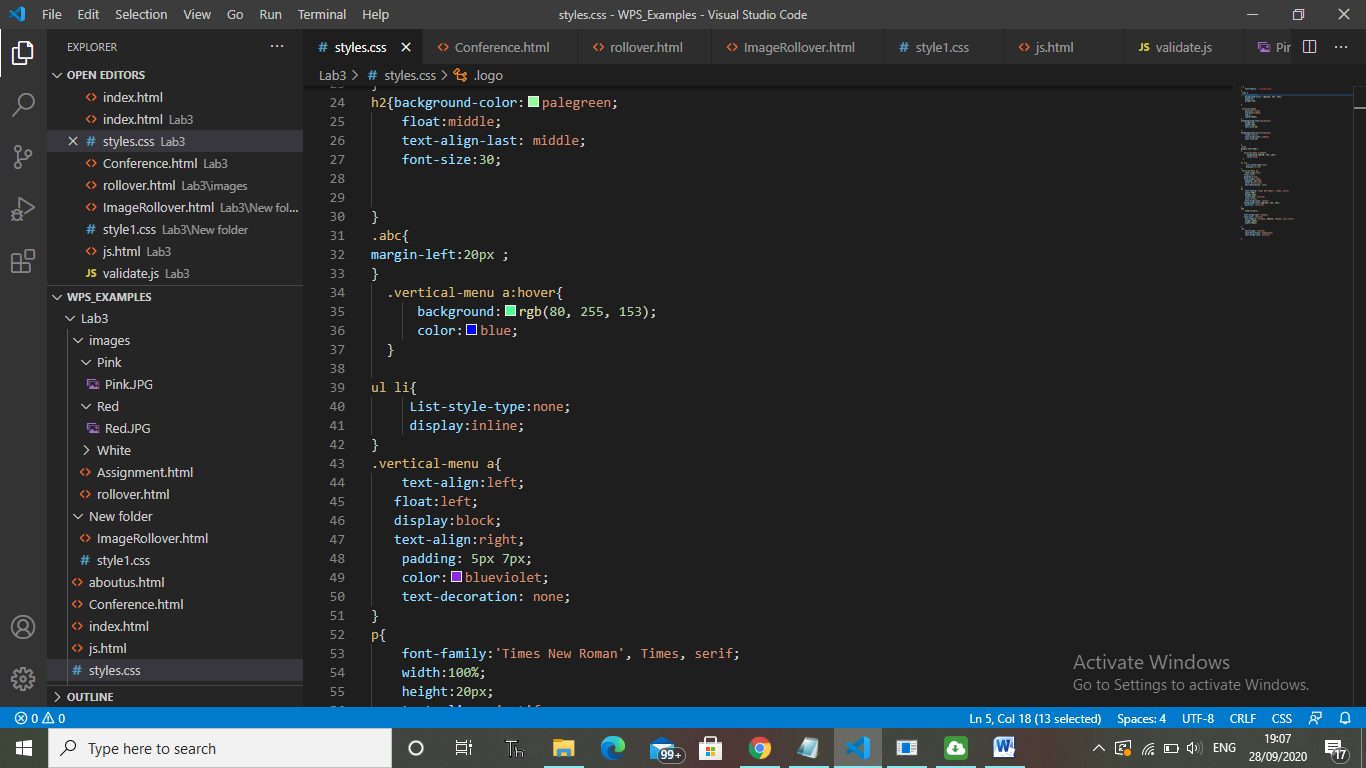 File Edit Selection View Go Run Terminal Help
styles.css - WPS_Examples - Visual Studio Code
EXPLORER
OPEN EDITORS
index.html
index.html Lab3
styles.css Lab3
Conference.html Lab3
rollover.html Lab3\images
ImageRollover.html Lab3\New fol...
style1.css Lab3\New folder
js.html Lab3
JS validate.js Lab3
WPS_EXAMPLES
Lab3
images
Pink
Pink.JPG
Red
Red.JPG
White
Assignment.html
rollover.html
New folder
ImageRollover.html
style1.css
aboutus.html
Conference.html
index.html
js.html
styles.css
OUTLINE
styles.css Conference.html rollover.html ImageRollover.html style1.css js.html JS validate.js Pir
Lab3 > styles.css > .logo
24 h2{background-color: palegreen;
25 float:middle;
26 text-align-last: middle;
27 font-size:30;
28
29
30 }
31 .abc{
32 margin-left:20px ;
33 }
34 .vertical-menu a:hover{
35 background: rgb(80, 255, 153);
36 color: blue;
37 }
38
39 ul li{
40 List-style-type:none;
41 display:inline;
42 }
43 .vertical-menu a{
44 text-align:left;
45 float:left;
46 display:block;
47 text-align:right;
48 padding: 5px 7px;
49 color: blueviolet;
50 text-decoration: none;
51 }
52 p{
53 font-family:'Times New Roman', Times, serif;
54 width:100%;
55 height:20px;
Activate Windows
Go to Settings to activate Windows.
0 0
Ln 5, Col 18 (13 selected) Spaces: 4 UTF-8 CRLF CSS
Type here to search
99+
ENG
19:07
28/09/2020
17